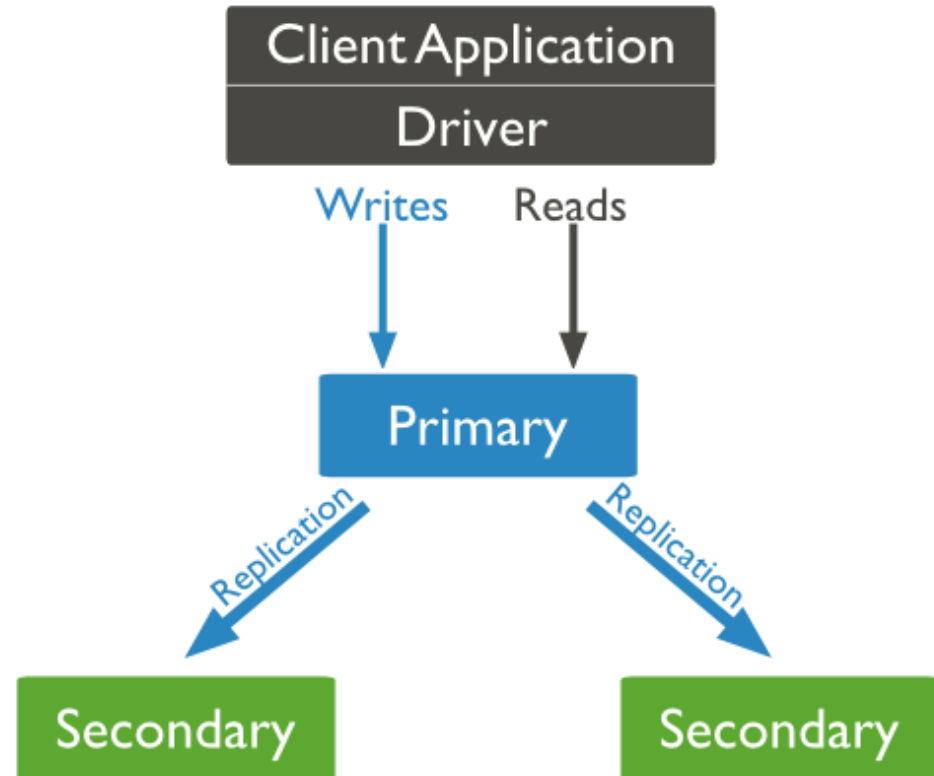 Client Application
Driver
Writes
Reads
Primary
Replication
Replication
Secondary
Secondary